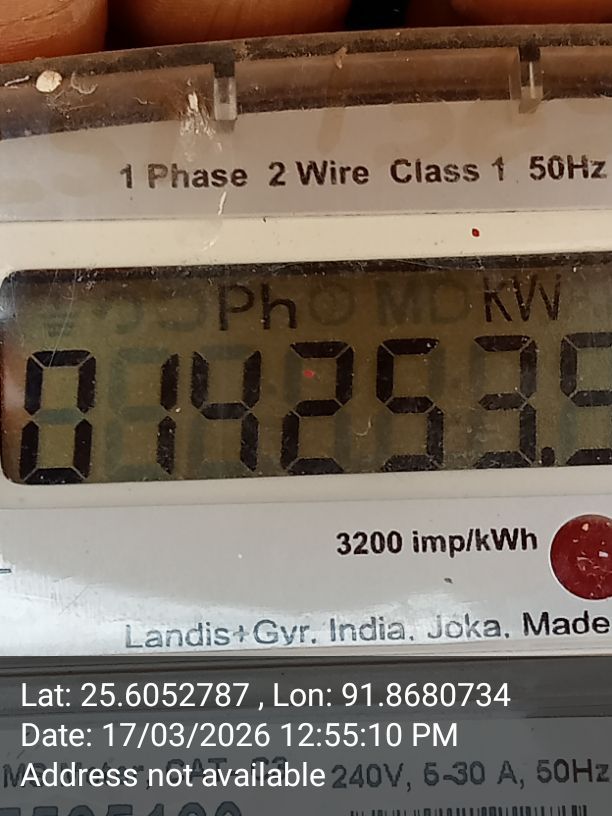 1 Phase 2 Wire Class 1 50Hz
Ph KW
014253.5
3200 imp/kWh
Landis+Gyr. India. Joka. Made
Lat: 25.6052787 , Lon: 91.8680734
Date: 17/03/2026 12:55:10 PM
Address not available
240V, 5-30 A, 50Hz